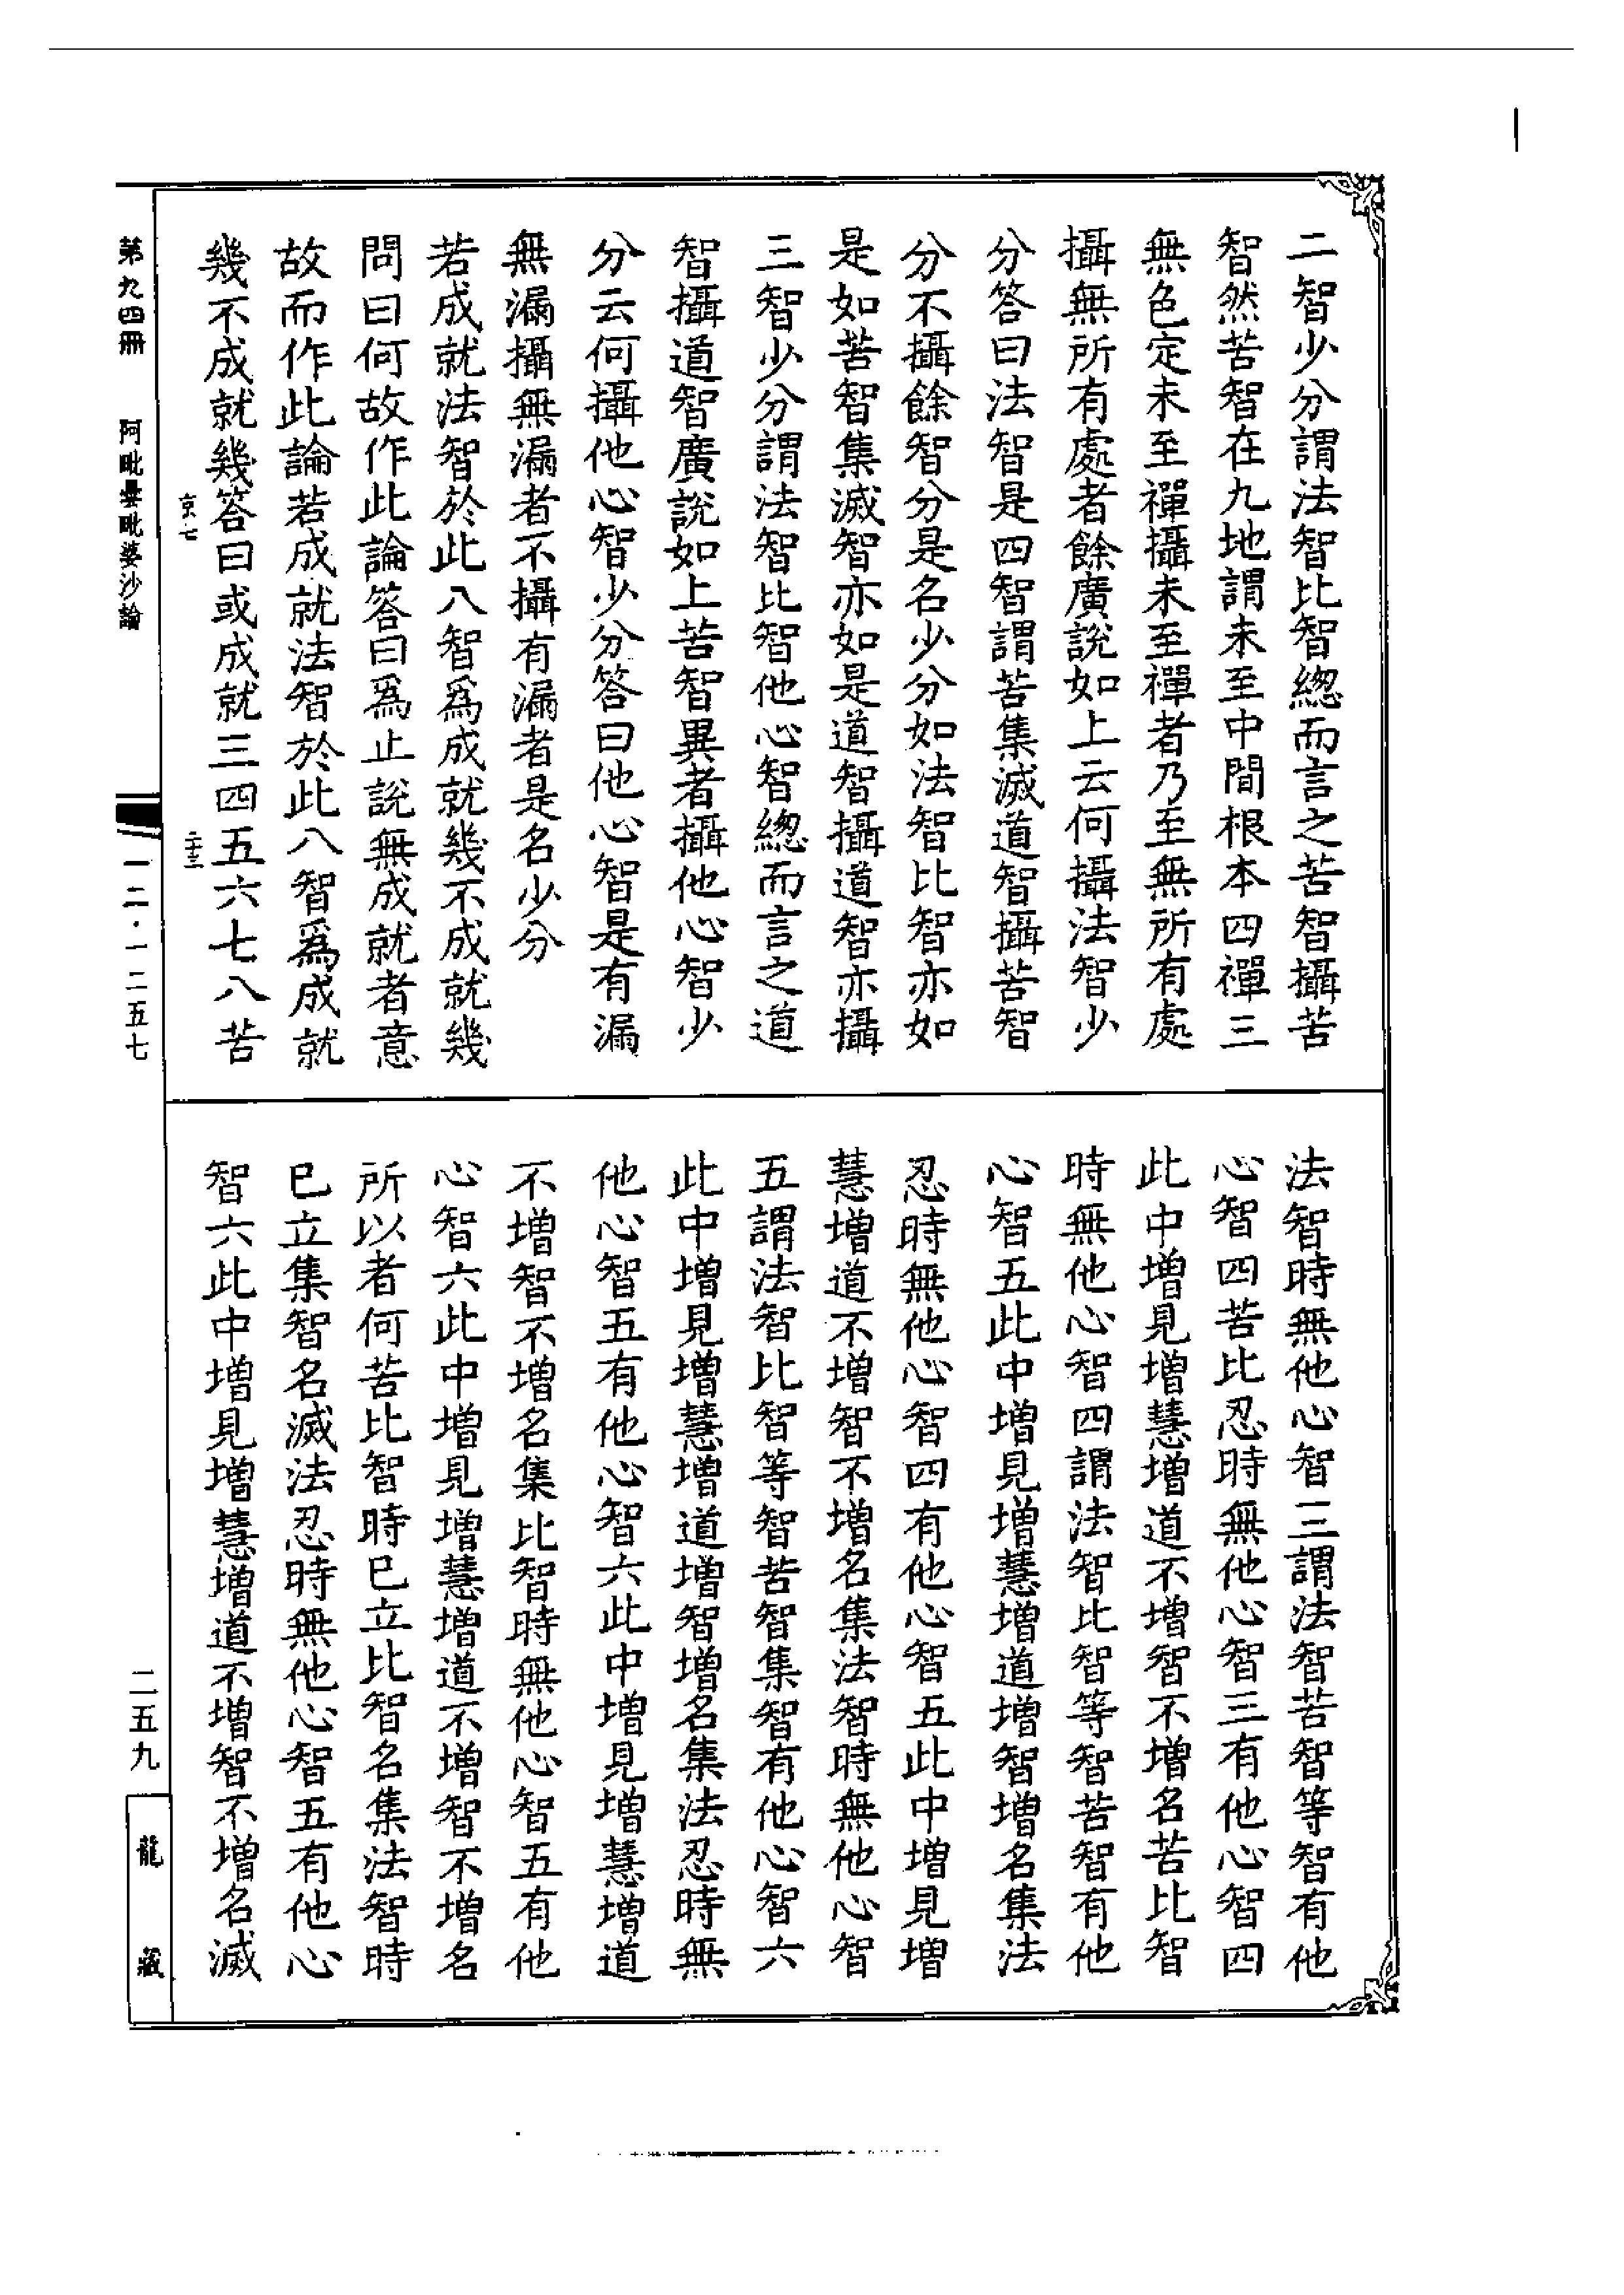 二智少分謂法智比智總而言之苦智攝苦
智然苦智在九地謂未至中間根本四禪三
無色定未至禪攝未至禪者乃至無所有處
攝無所有處者餘廣說如上云何攝法智少
分答曰法智是四智謂苦集滅道智攝苦智
分不攝餘智分是名少分如法智比智亦如
是如苦智集滅智亦如是道智攝道智亦攝
三智少分謂法智比智他心智總而言之道
智攝道智廣說如上苦智異者攝他心智少
分云何攝他心智少分答曰他心智是有漏
無漏攝無漏者不攝有漏者是名少分
若成就法智於此八智爲成就幾不成就幾
問曰何故作此論答曰爲止說無成就者意
故而作此論若成就法智於此八智爲成就
幾不成就幾答曰或成就三四五六七八苦
法智時無他心智三謂法智苦智等智有他
心智四苦比忍時無他心智三有他心智四
此中增見增慧增道不增智不增名苦比智
時無他心智四謂法智比智等智苦智有他
心智五此中增見增慧增道增智增名集法
忍時無他心智四有他心智五此中增見增
慧增道不增智不增名集法智時無他心智
五謂法智比智等智苦智集智有他心智六
此中增見增慧增道增智增名集法忍時無
他心智五有他心智六此中增見增慧增道
不增智不增名集比智時無他心智五有他
心智六此中增見增慧增道不增智不增名
所以者何苦比智時已立比智名集法智時
已立集智名滅法忍時無他心智五有他心
智六此中增見增慧增道不增智不增名滅
京七
二十三
第九四冊
阿毗曇毗婆沙論
一二·一二五七
二五九
龍藏